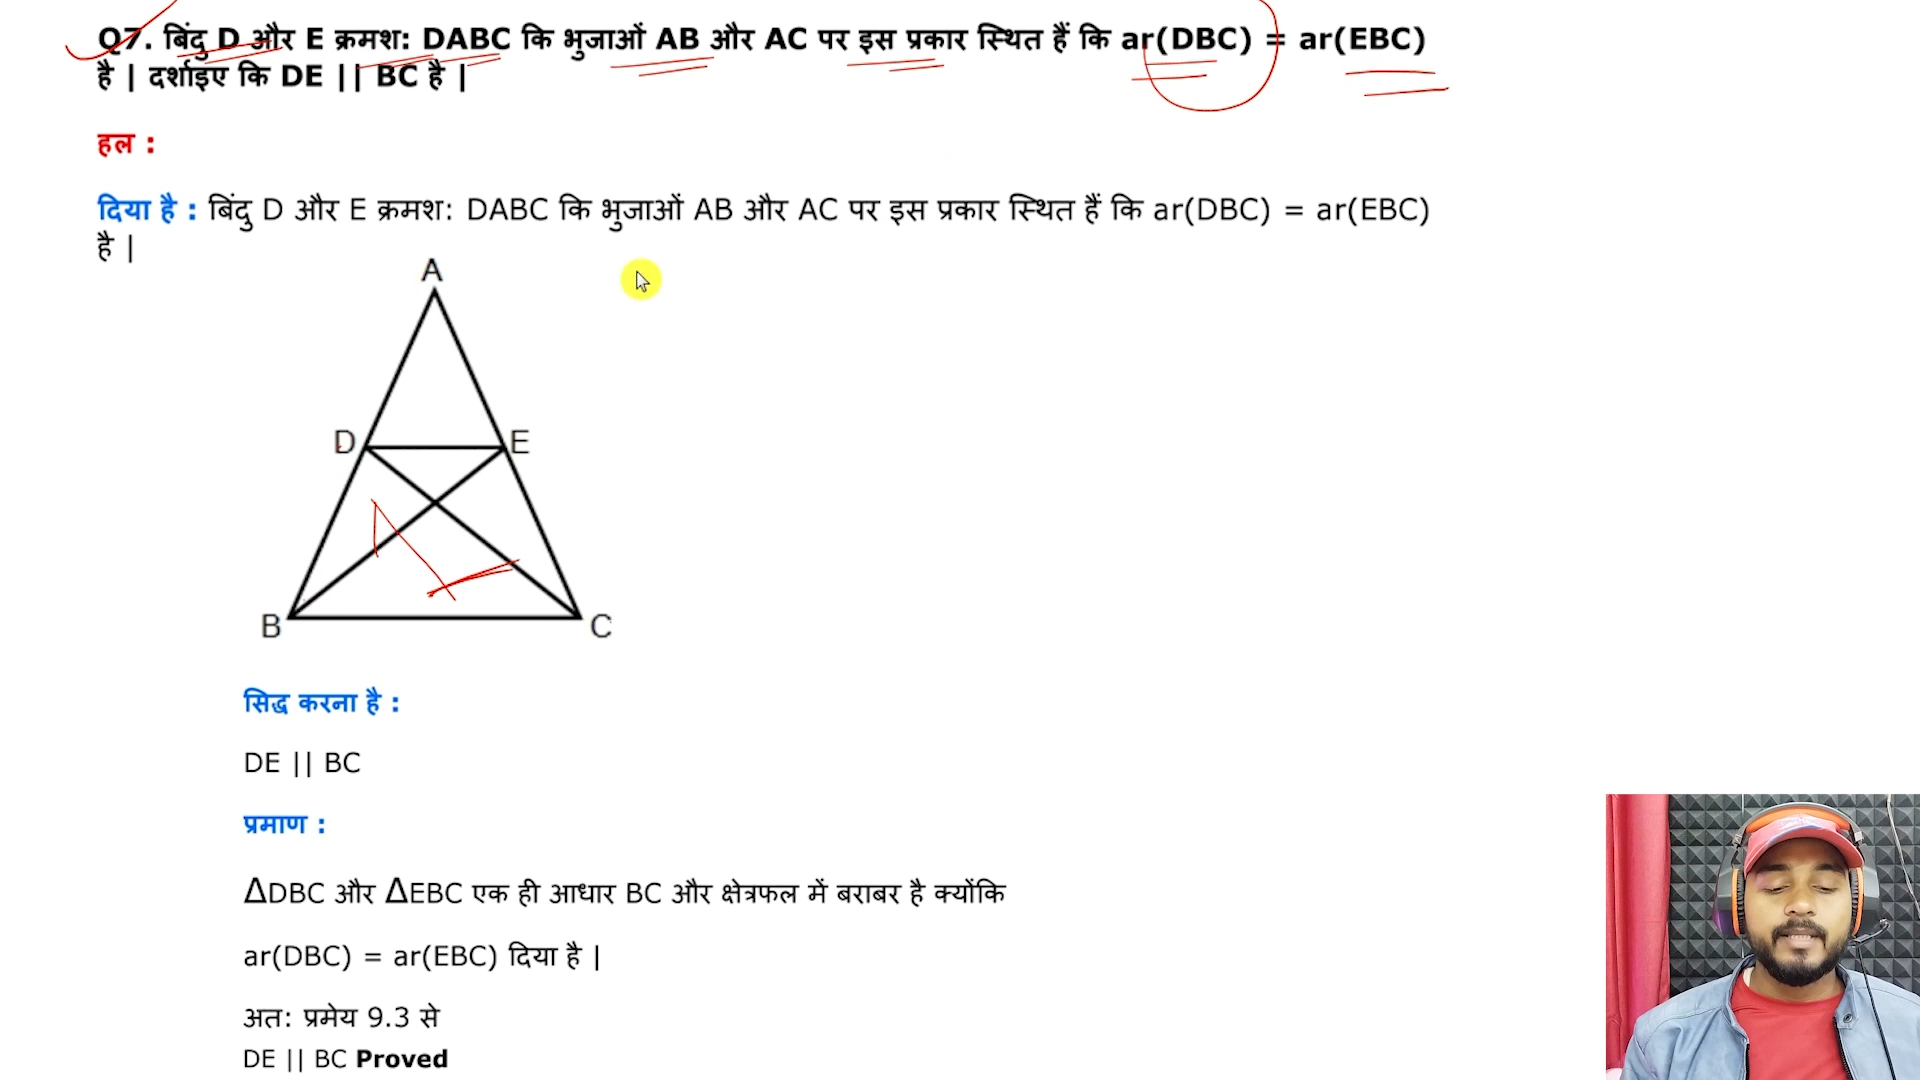 Q7. बिंदु D और E क्रमश: DABC कि भुजाओं AB और AC पर इस प्रकार स्थित हैं कि ar(DBC) = ar(EBC)
है | दर्शाइए कि DE || BC है |
हल :
दिया है : बिंदु D और E क्रमश: DABC कि भुजाओं AB और AC पर इस प्रकार स्थित हैं कि ar(DBC) = ar(EBC)
है |
A
D E
B C
सिद्ध करना है :
DE || BC
प्रमाण :
ΔDBC और ΔEBC एक ही आधार BC और क्षेत्रफल में बराबर है क्योंकि
ar(DBC) = ar(EBC) दिया है |
अत: प्रमेय 9.3 से
DE || BC Proved